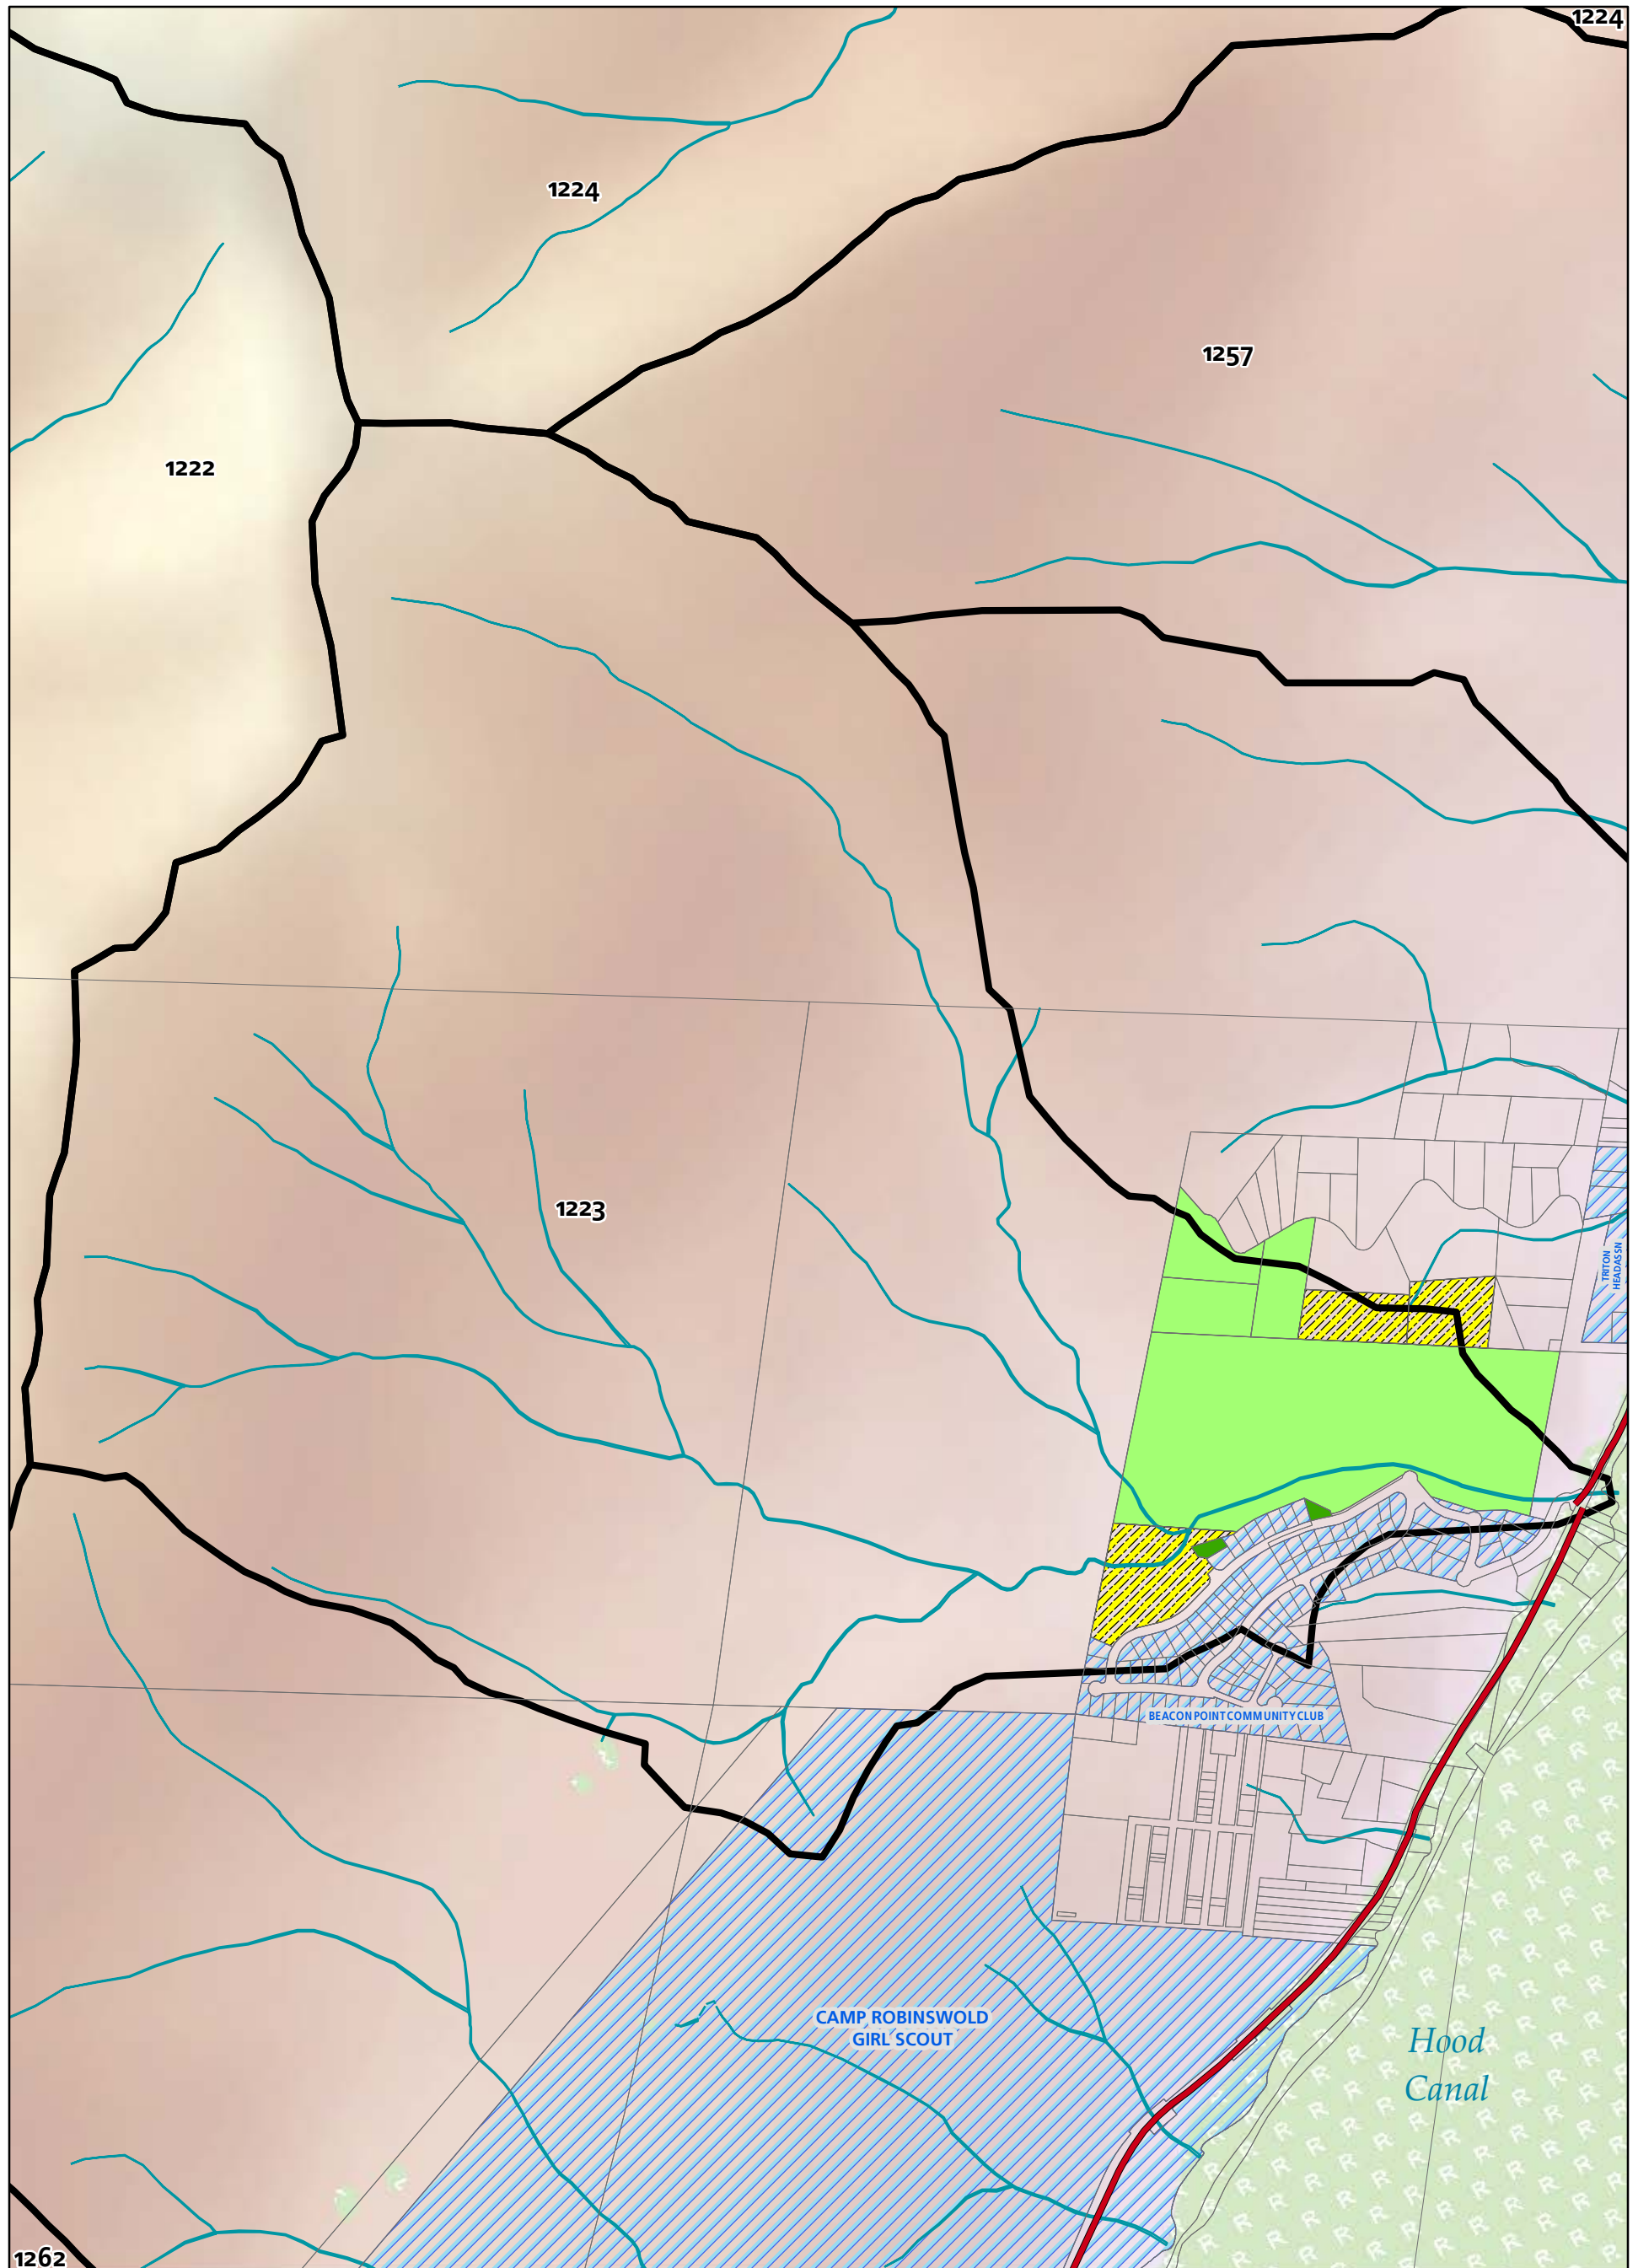 1224
1224
1257
1222
1223
TRITON
HEAD ASSN
BEACON POINT COMMUNITY CLUB
CAMP ROBINSWOLD
GIRL SCOUT
Hood
Canal
1262